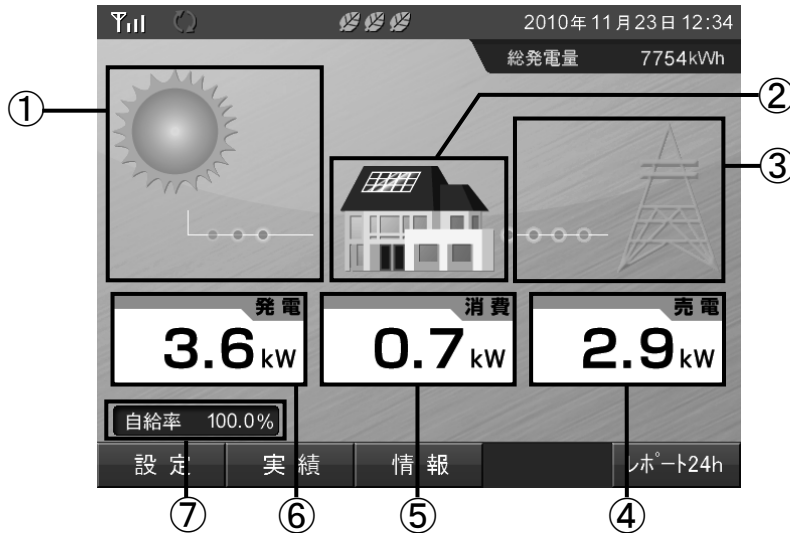 2010年11月23日 12:34
総発電量 7754kWh
①
②
③
発電
3.6kW
消費
0.7kW
売電
2.9kW
自給率 100.0%
設定 実績 情報 レポート24h
⑦ ⑥ ⑤ ④